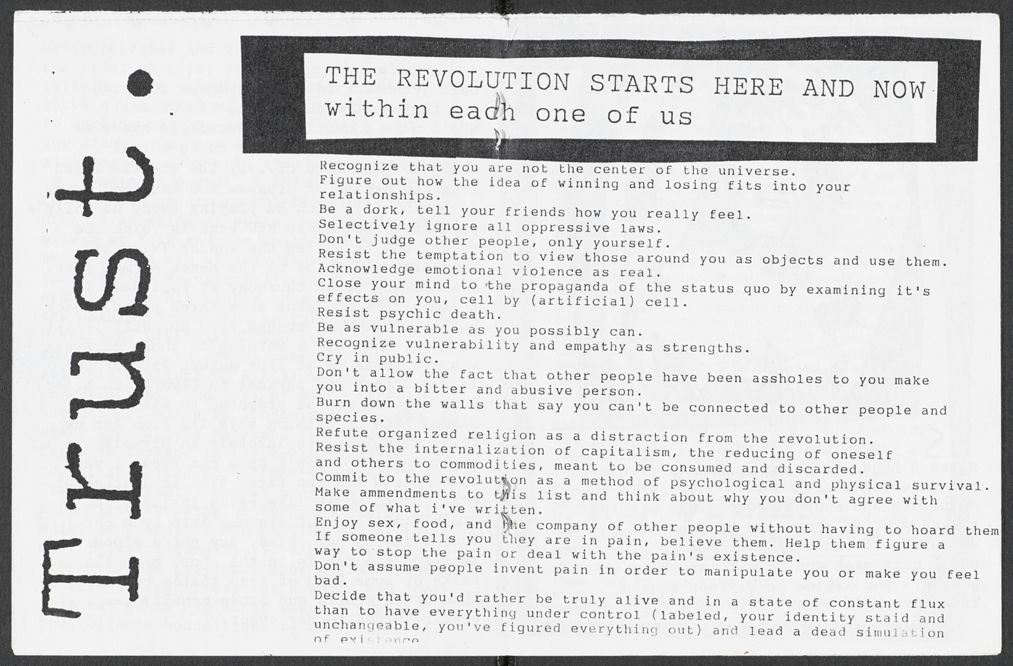 Trust.
THE REVOLUTION STARTS HERE AND NOW
within each one of us
Recognize that you are not the center of the universe.
Figure out how the idea of winning and losing fits into your
relationships.
Be a dork, tell your friends how you really feel.
Selectively ignore all oppressive laws.
Don't judge other people, only yourself.
Resist the temptation to view those around you as objects and use them.
Acknowledge emotional violence as real.
Close your mind to the propaganda of the status quo by examining it's
effects on you, cell by (artificial) cell.
Resist psychic death.
Be as vulnerable as you possibly can.
Recognize vulnerability and empathy as strengths.
Cry in public.
Don't allow the fact that other people have been assholes to you make
you into a bitter and abusive person.
Burn down the walls that say you can't be connected to other people and
species.
Refute organized religion as a distraction from the revolution.
Resist the internalization of capitalism, the reducing of oneself
and others to commodities, meant to be consumed and discarded.
Commit to the revolution as a method of psychological and physical survival.
Make ammendments to this list and think about why you don't agree with
some of what i've written.
Enjoy sex, food, and the company of other people without having to hoard them
If someone tells you they are in pain, believe them. Help them figure a
way to stop the pain or deal with the pain's existence.
Don't assume people invent pain in order to manipulate you or make you feel
bad.
Decide that you'd rather be truly alive and in a state of constant flux
than to have everything under control (labeled, your identity staid and
unchangeable, you've figured everything out) and lead a dead simulation
of existence